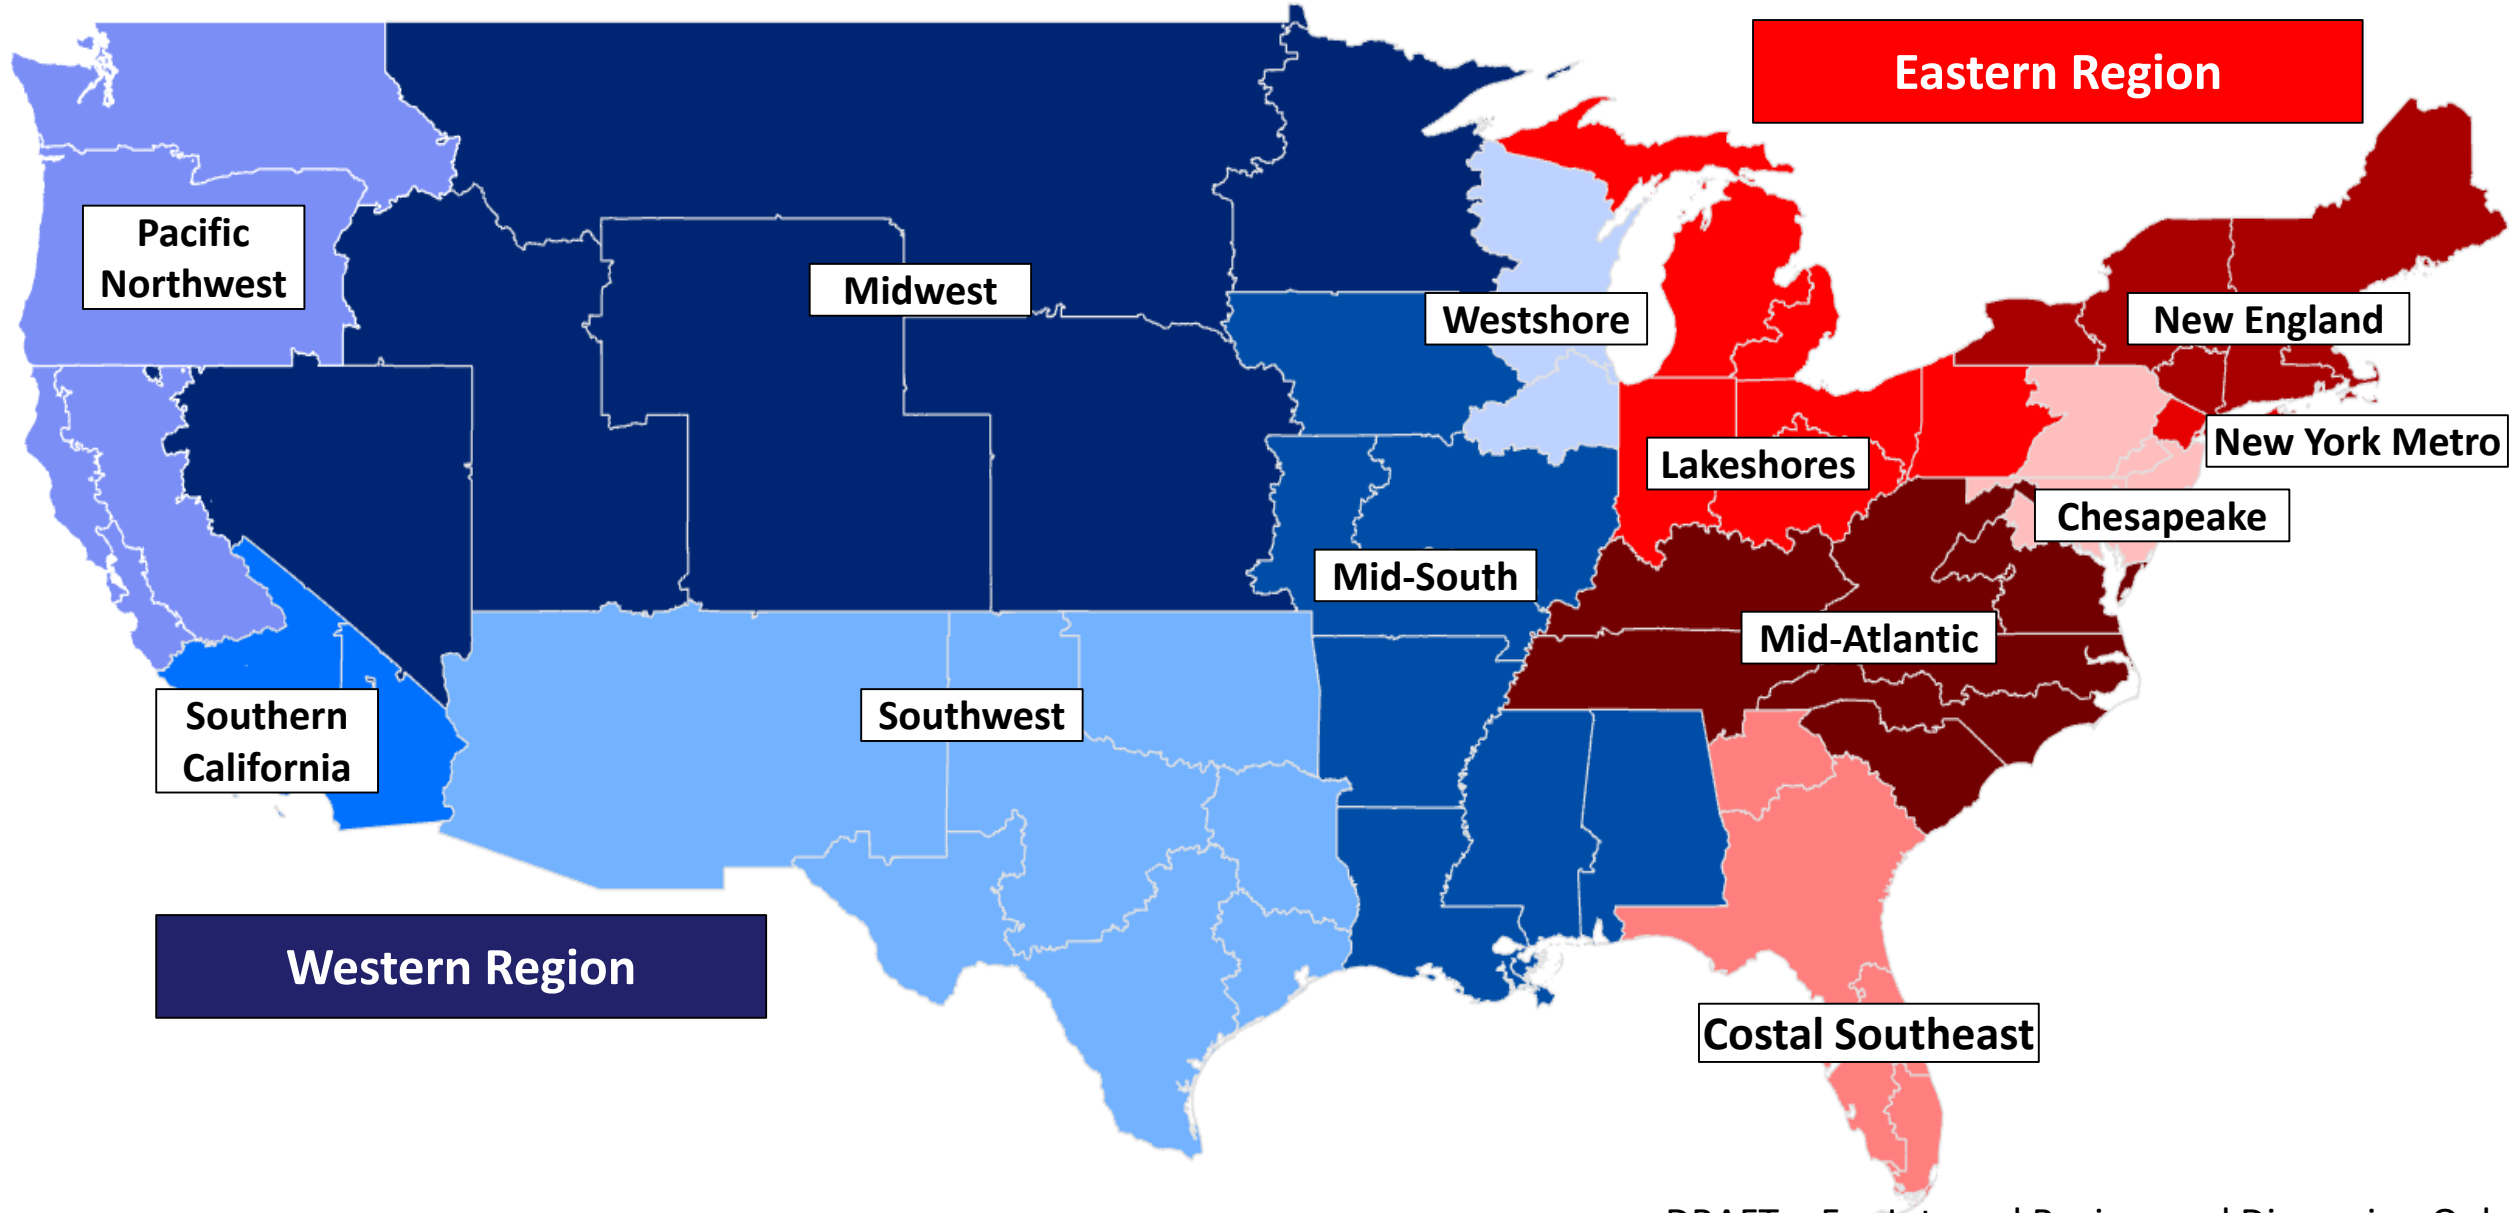 Eastern Region
Pacific
Northwest
Midwest
Westshore
New England
New York Metro
Lakeshores
Chesapeake
Mid-South
Mid-Atlantic
Southern
California
Southwest
Western Region
Costal Southeast